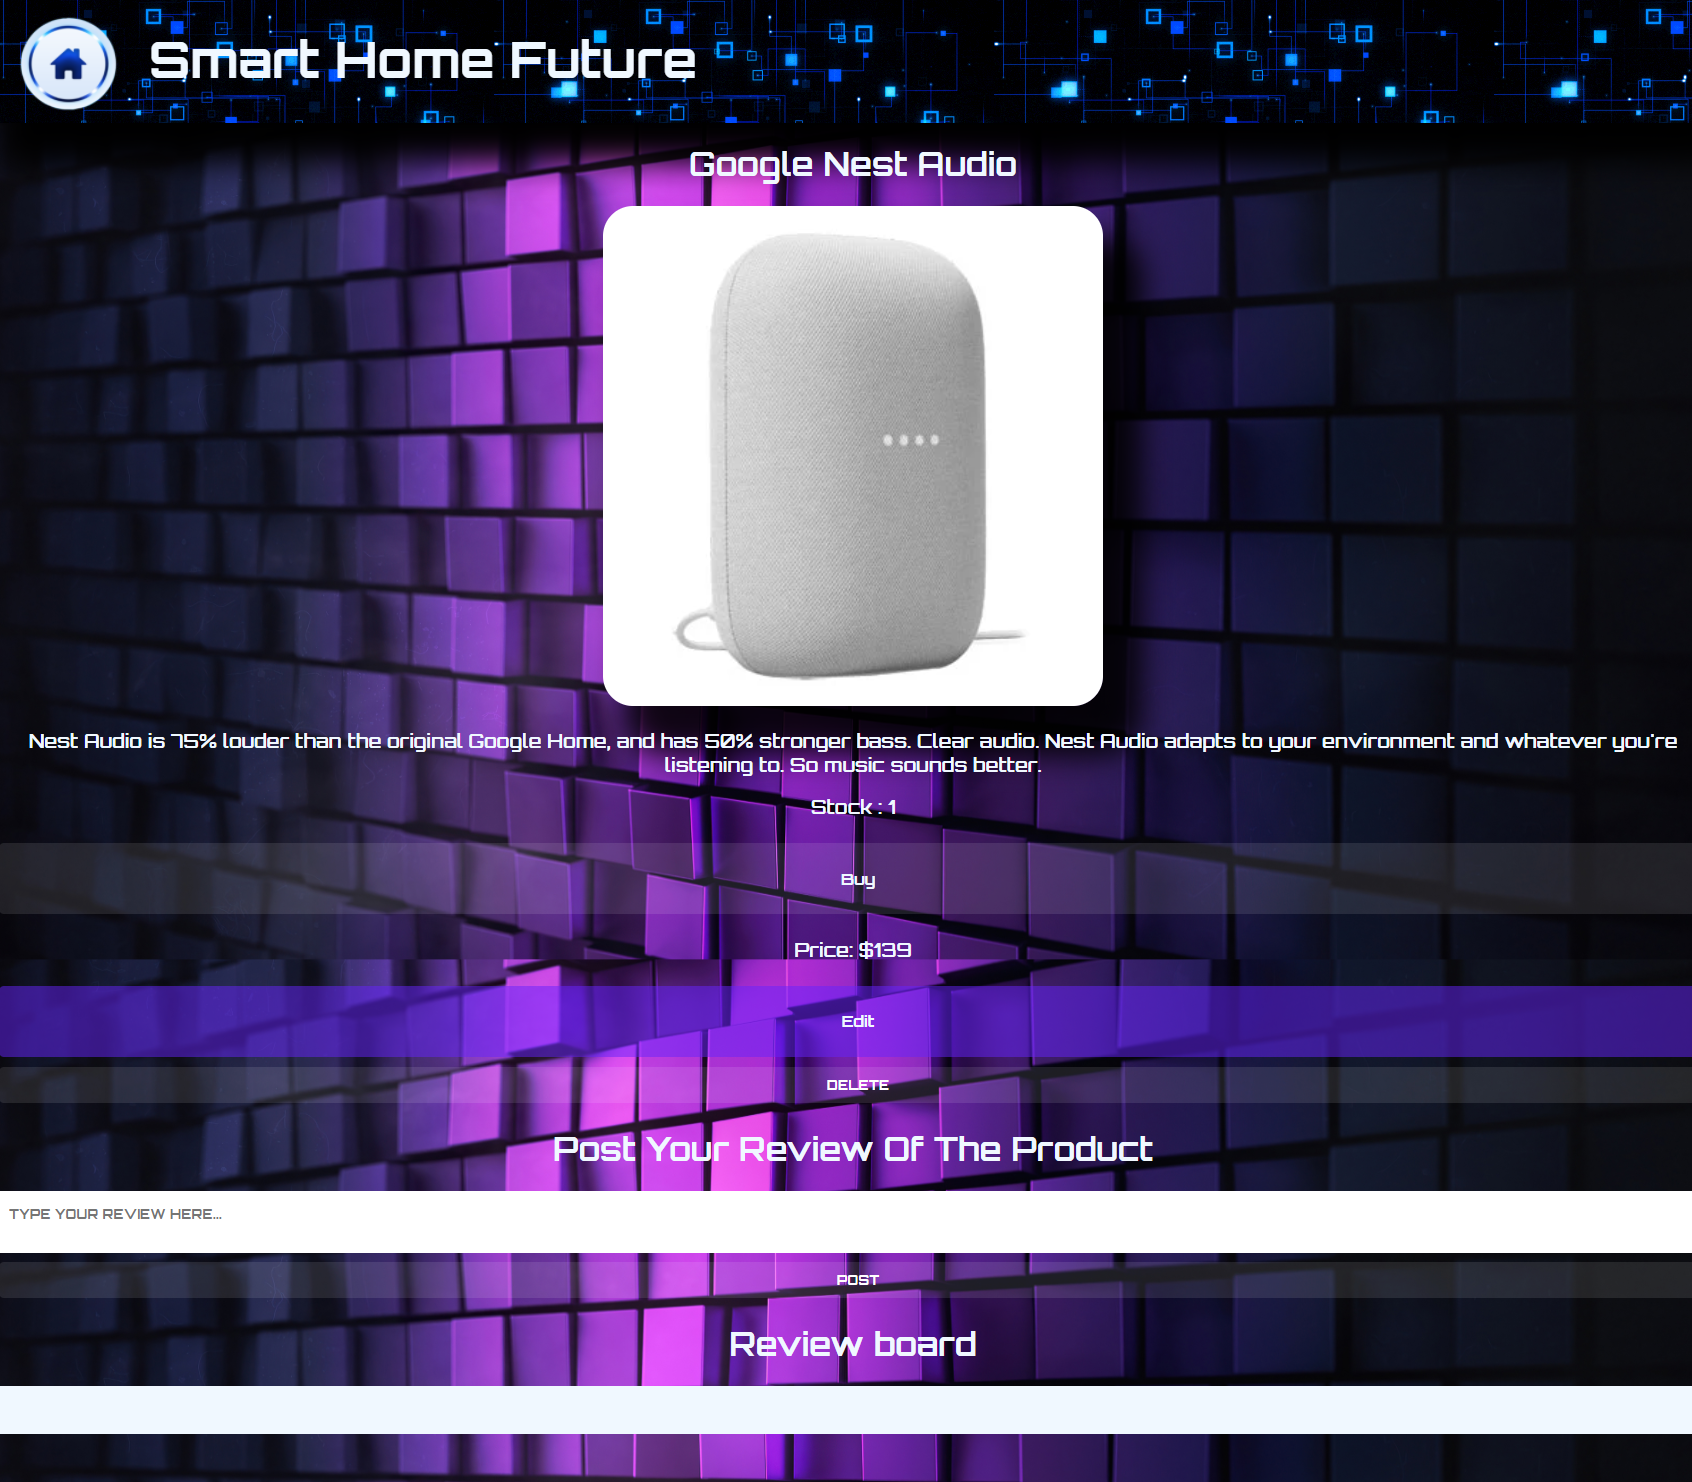 Smart Home Future
Google Nest Audio
Nest Audio is 75% louder than the original Google Home, and has 50% stronger bass. Clear audio. Nest Audio adapts to your environment and whatever you're
listening to. So music sounds better.
Stock : 1
Buy
Price: $139
Edit
DELETE
Post Your Review Of The Product
TYPE YOUR REVIEW HERE...
POST
Review board